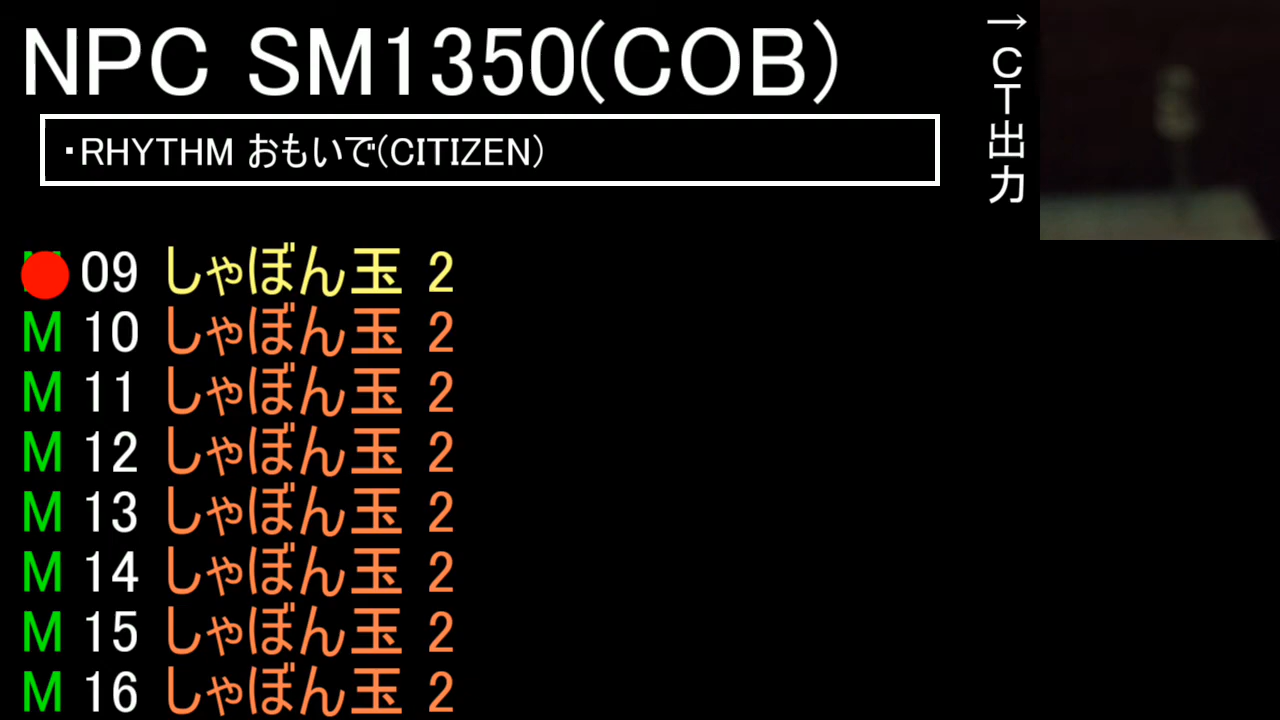 NPC SM1350(COB)
・RHYTHM おもいで(CITIZEN)
→CT出力
09 しゃぼん玉 2
M 10 しゃぼん玉 2
M 11 しゃぼん玉 2
M 12 しゃぼん玉 2
M 13 しゃぼん玉 2
M 14 しゃぼん玉 2
M 15 しゃぼん玉 2
M 16 しゃぼん玉 2